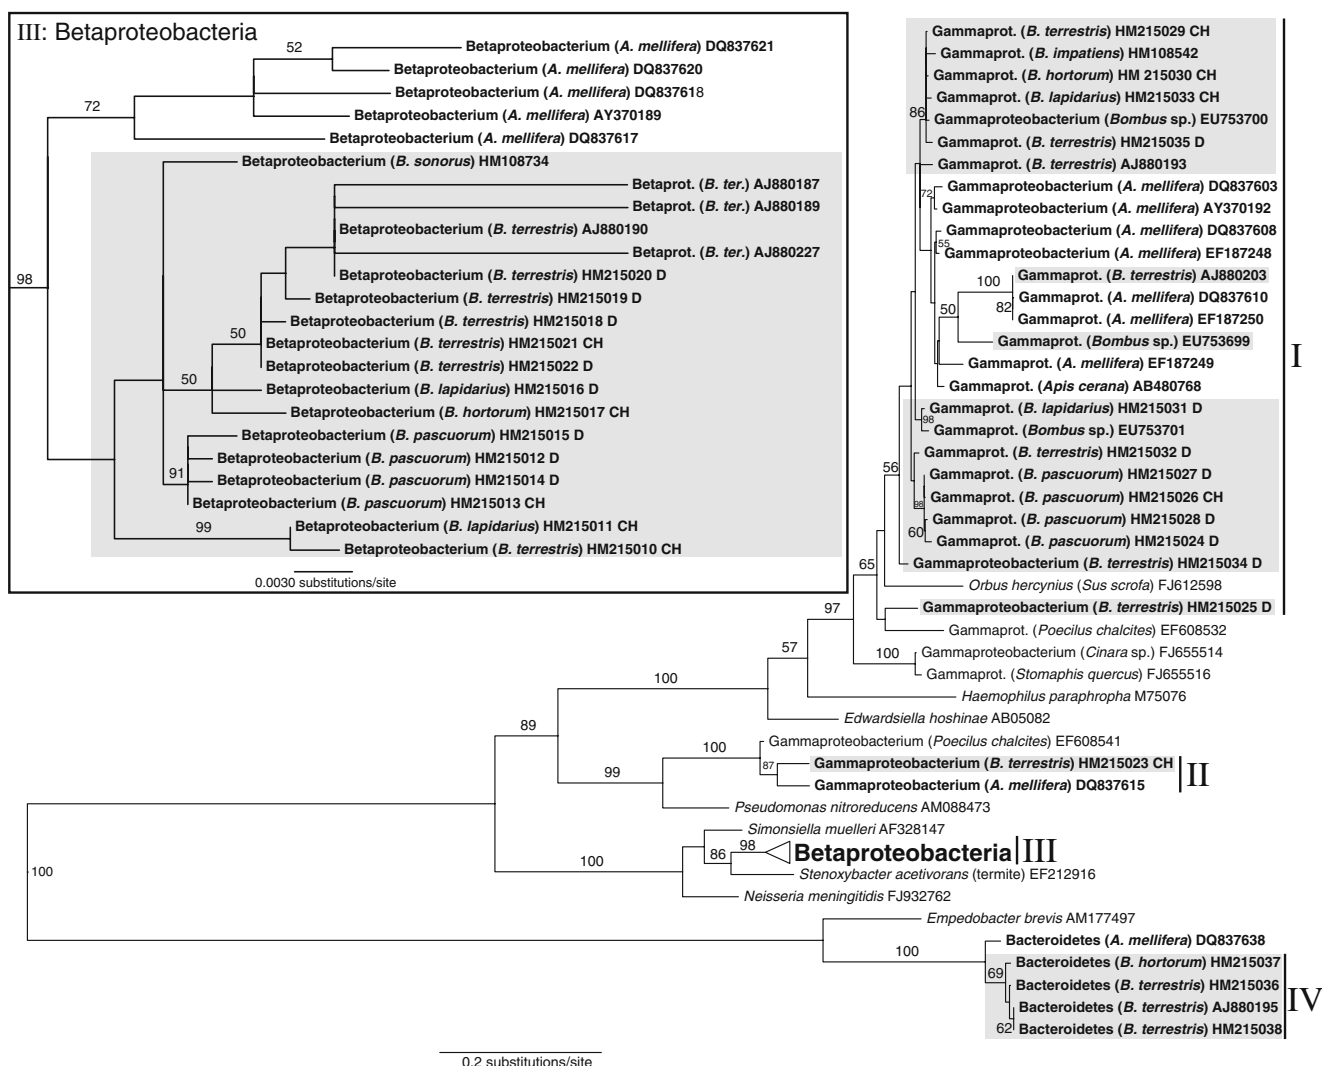 III: Betaproteobacteria
52
Betaproteobacterium (A. mellifera) DQ837621
Betaproteobacterium (A. mellifera) DQ837620
Betaproteobacterium (A. mellifera) DQ837618
72
Betaproteobacterium (A. mellifera) AY370189
Betaproteobacterium (A. mellifera) DQ837617
Betaproteobacterium (B. sonorus) HM108734
Betaprot. (B. ter.) AJ880187
Betaprot. (B. ter.) AJ880189
Betaproteobacterium (B. terrestris) AJ880190
Betaprot. (B. ter.) AJ880227
98
Betaproteobacterium (B. terrestris) HM215020 D
Betaproteobacterium (B. terrestris) HM215019 D
Betaproteobacterium (B. terrestris) HM215018 D
50
Betaproteobacterium (B. terrestris) HM215021 CH
Betaproteobacterium (B. terrestris) HM215022 D
50
Betaproteobacterium (B. lapidarius) HM215016 D
Betaproteobacterium (B. hortorum) HM215017 CH
Betaproteobacterium (B. pascuorum) HM215015 D
Betaproteobacterium (B. pascuorum) HM215012 D
91
Betaproteobacterium (B. pascuorum) HM215014 D
Betaproteobacterium (B. pascuorum) HM215013 CH
99
Betaproteobacterium (B. lapidarius) HM215011 CH
Betaproteobacterium (B. terrestris) HM215010 CH
0.0030 substitutions/site
Gammaprot. (B. terrestris) HM215029 CH
Gammaprot. (B. impatiens) HM108542
Gammaprot. (B. hortorum) HM 215030 CH
Gammaprot. (B. lapidarius) HM215033 CH
86
Gammaproteobacterium (Bombus sp.) EU753700
Gammaprot. (B. terrestris) HM215035 D
Gammaprot. (B. terrestris) AJ880193
Gammaproteobacterium (A. mellifera) DQ837603
72
Gammaproteobacterium (A. mellifera) AY370192
Gammaproteobacterium (A. mellifera) DQ837608
55
Gammaproteobacterium (A. mellifera) EF187248
100
Gammaprot. (B. terrestris) AJ880203
Gammaprot. (A. mellifera) DQ837610
82
50
Gammaprot. (A. mellifera) EF187250
Gammaprot. (Bombus sp.) EU753699
Gammaprot. (A. mellifera) EF187249
I
Gammaprot. (Apis cerana) AB480768
Gammaprot. (B. lapidarius) HM215031 D
98
Gammaprot. (Bombus sp.) EU753701
Gammaprot. (B. terrestris) HM215032 D
56
Gammaprot. (B. pascuorum) HM215027 D
98
Gammaprot. (B. pascuorum) HM215026 CH
Gammaprot. (B. pascuorum) HM215028 D
60
Gammaprot. (B. pascuorum) HM215024 D
65
Gammaproteobacterium (B. terrestris) HM215034 D
Orbus hercynius (Sus scrofa) FJ612598
97
Gammaproteobacterium (B. terrestris) HM215025 D
Gammaprot. (Poecilus chalcites) EF608532
57
100
Gammaproteobacterium (Cinara sp.) FJ655514
Gammaprot. (Stomaphis quercus) FJ655516
100
Haemophilus paraphropha M75076
Edwardsiella hoshinae AB05082
89
Gammaproteobacterium (Poecilus chalcites) EF608541
100
87
Gammaproteobacterium (B. terrestris) HM215023 CH
99
Gammaproteobacterium (A. mellifera) DQ837615
II
Pseudomonas nitroreducens AM088473
Simonsiella muelleri AF328147
98
86
Betaproteobacteria
III
100
Stenoxybacter acetivorans (termite) EF212916
100
Neisseria meningitidis FJ932762
Empedobacter brevis AM177497
Bacteroidetes (A. mellifera) DQ837638
100
Bacteroidetes (B. hortorum) HM215037
69
Bacteroidetes (B. terrestris) HM215036
Bacteroidetes (B. terrestris) AJ880195
IV
62
Bacteroidetes (B. terrestris) HM215038
0.2 substitutions/site